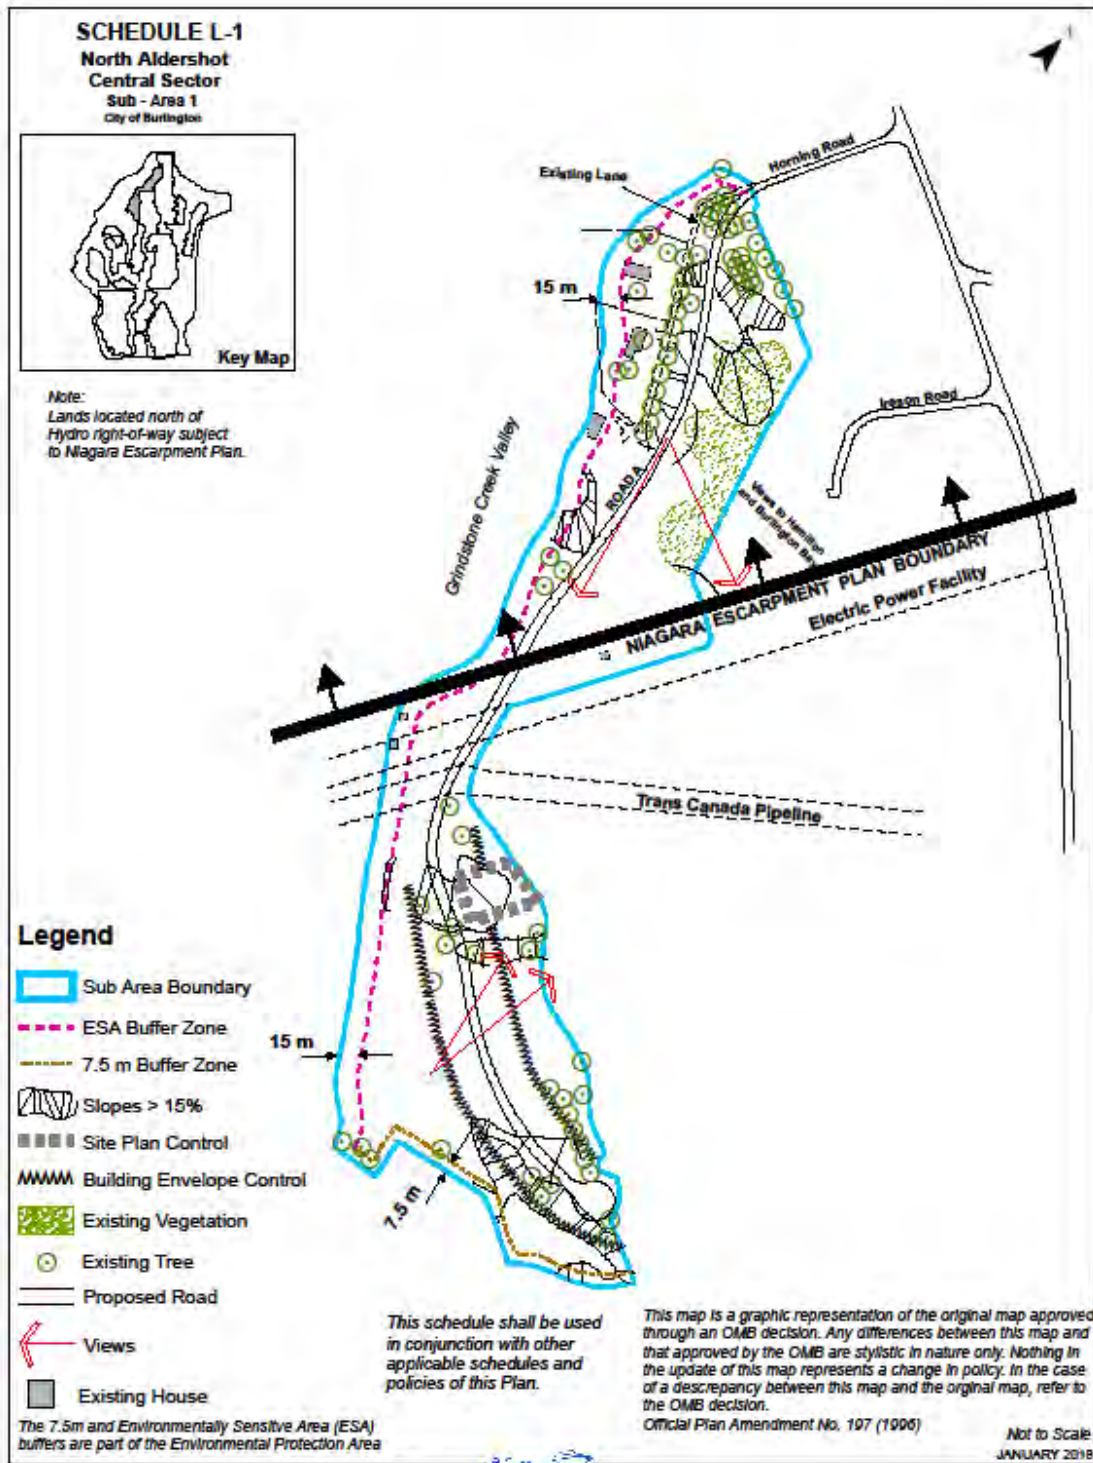 SCHEDULE L-1
North Aldershot
Central Sector
Sub - Area 1
City of Burlington
Key Map
Note:
Lands located north of
Hydro right-of-way subject
to Niagara Escarpment Plan.
Horning Road
Existing Lane
15 m
Ireson Road
Grindstone Creek Valley
ROAD A
Views to Hamilton
and Burlington Bay
NIAGARA ESCARPMENT PLAN BOUNDARY
Electric Power Facility
Trans Canada Pipeline
15 m
7.5 m
Legend
Sub Area Boundary
ESA Buffer Zone
7.5 m Buffer Zone
Slopes > 15%
Site Plan Control
Building Envelope Control
Existing Vegetation
Existing Tree
Proposed Road
Views
Existing House
The 7.5m and Environmentally Sensitve Area (ESA)
buffers are part of the Environmental Protection Area
This schedule shall be used
in conjunction with other
applicable schedules and
policies of this Plan.
This map is a graphic representation of the original map approved
through an OMB decision. Any differences between this map and
that approved by the OMB are stylistic in nature only. Nothing in
the update of this map represents a change in policy. In the case
of a descrepancy between this map and the orginal map, refer to
the OMB decision.
Official Plan Amendment No. 197 (1996)
Not to Scale
JANUARY 2018